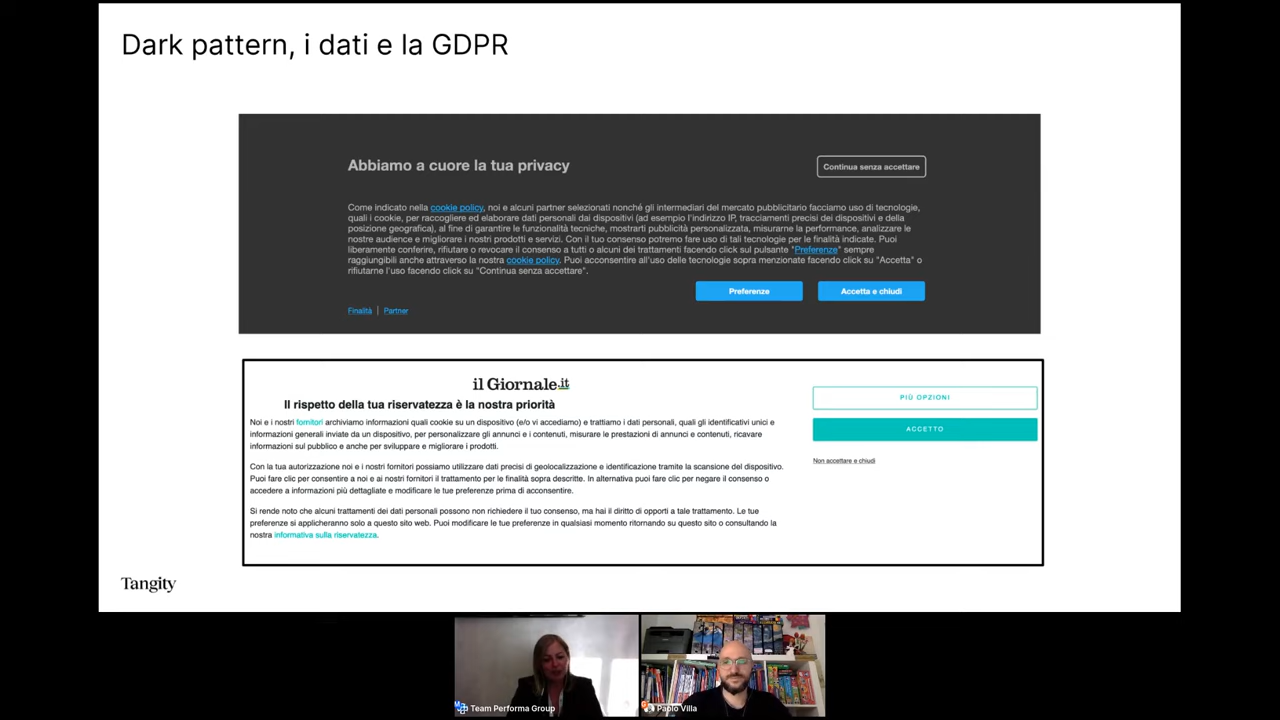 Dark pattern, i dati e la GDPR
Abbiamo a cuore la tua privacy
Continua senza accettare
Come indicato nella cookie policy, noi e alcuni partner selezionati nonché gli intermediari del mercato pubblicitario facciamo uso di tecnologie,
quali i cookie, per raccogliere ed elaborare dati personali dai dispositivi (ad esempio l'indirizzo IP, tracciamenti precisi dei dispositivi e della
posizione geografica), al fine di garantire le funzionalità tecniche, mostrarti pubblicità personalizzata, misurarne la performance, analizzare le
nostre audience e migliorare i nostri prodotti e servizi. Con il tuo consenso potremo fare uso di tali tecnologie per le finalità indicate. Puoi
liberamente conferire, rifiutare o revocare il consenso a tutti o alcuni dei trattamenti facendo click sul pulsante "Preferenze" sempre
raggiungibili anche attraverso la nostra cookie policy. Puoi acconsentire all'uso delle tecnologie sopra menzionate facendo click su "Accetta" o
rifiutarne l'uso facendo click su "Continua senza accettare".
Preferenze
Accetta e chiudi
Finalità | Partner
il Giornale.it
Il rispetto della tua riservatezza è la nostra priorità
Noi e i nostri fornitori archiviamo informazioni quali cookie su un dispositivo (e/o vi accediamo) e trattiamo i dati personali, quali gli identificativi unici e
informazioni generali inviate da un dispositivo, per personalizzare gli annunci e i contenuti, misurare le prestazioni di annunci e contenuti, ricavare
informazioni sul pubblico e anche per sviluppare e migliorare i prodotti.
Con la tua autorizzazione noi e i nostri fornitori possiamo utilizzare dati precisi di geolocalizzazione e identificazione tramite la scansione del dispositivo.
Puoi fare clic per consentire a noi e ai nostri fornitori il trattamento per le finalità sopra descritte. In alternativa puoi fare clic per negare il consenso o
accedere a informazioni più dettagliate e modificare le tue preferenze prima di acconsentire.
Si rende noto che alcuni trattamenti dei dati personali possono non richiedere il tuo consenso, ma hai il diritto di opporti a tale trattamento. Le tue
preferenze si applicheranno solo a questo sito web. Puoi modificare le tue preferenze in qualsiasi momento ritornando su questo sito o consultando la
nostra informativa sulla riservatezza.
PIÙ OPZIONI
ACCETTO
Non accettare e chiudi
Tangity
Team Performa Group
Paolo Villa